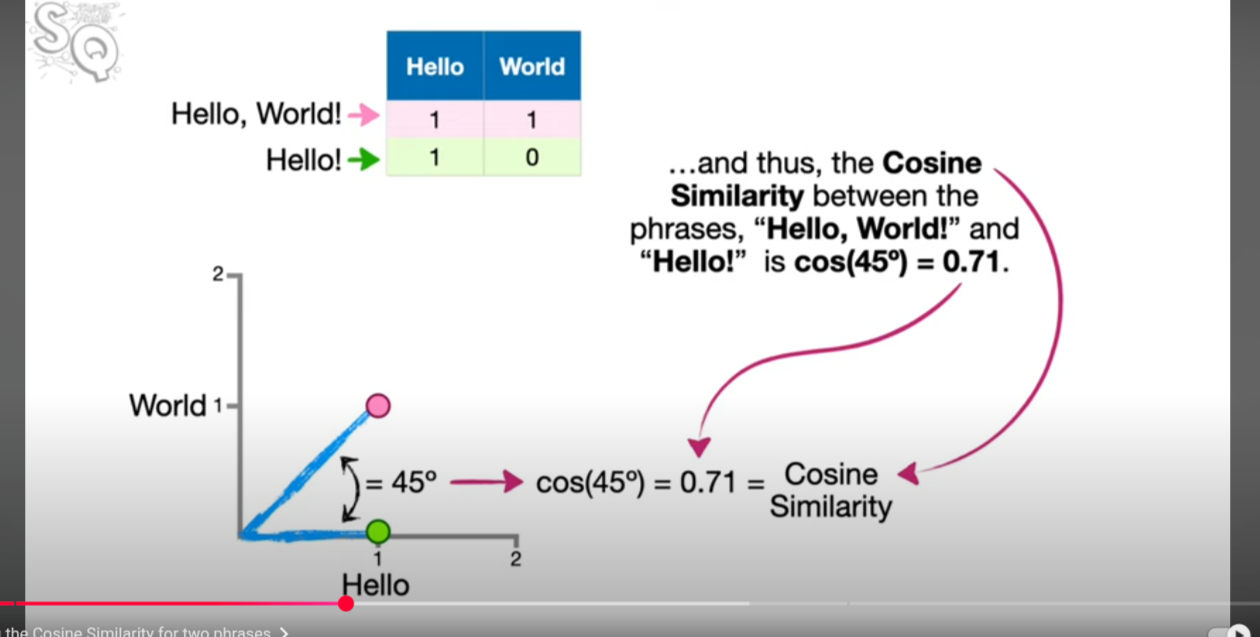 SQ
Hello World
Hello, World! 1 1
Hello! 1 0
...and thus, the Cosine
Similarity between the
phrases, “Hello, World!” and
“Hello!” is cos(45º) = 0.71.
2
World 1
= 45º
cos(45º) = 0.71 = Cosine
Similarity
1
2
Hello
the Cosine Similarity for two phrases